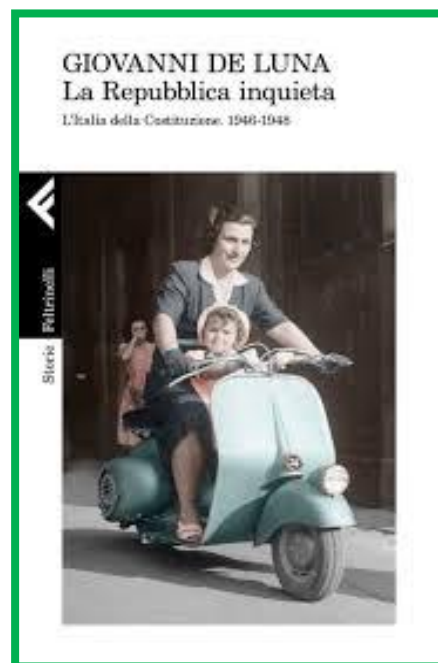 GIOVANNI DE LUNA
La Repubblica inquieta
L'Italia della Costituzione. 1946-1948
Feltrinelli
Storie